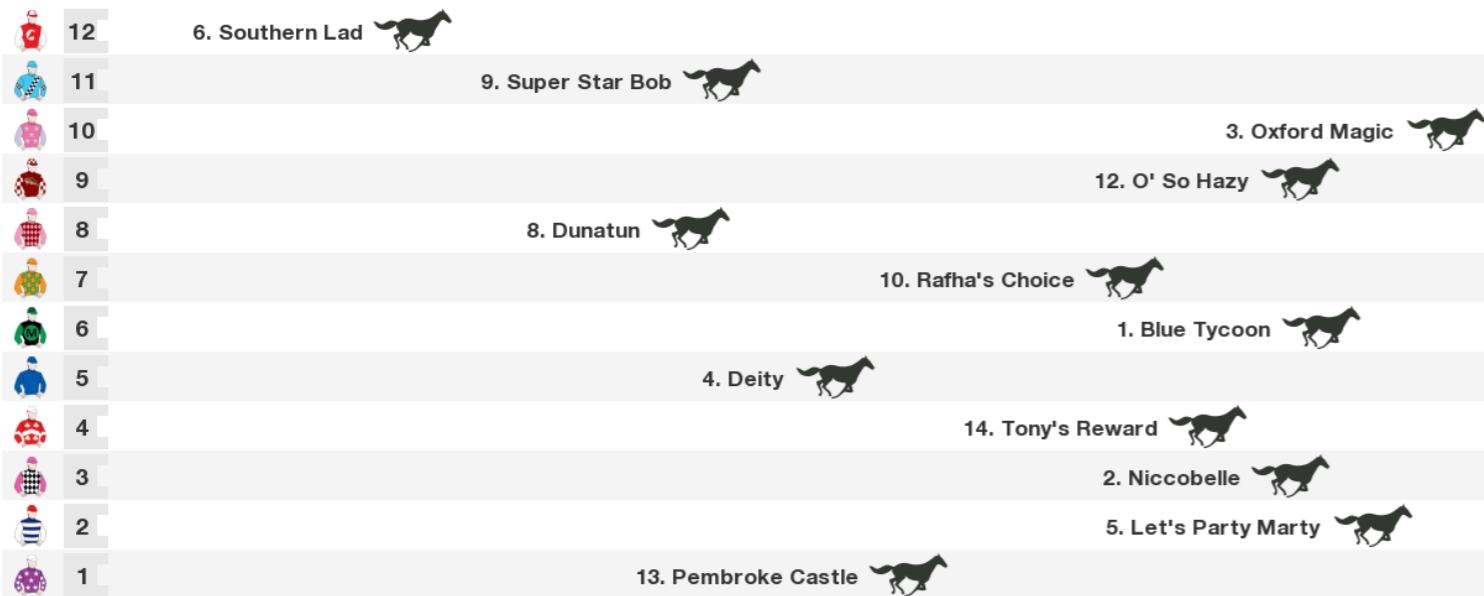 12 6. Southern Lad
11 9. Super Star Bob
10 3. Oxford Magic
9 12. O' So Hazy
8 8. Dunatun
7 10. Rafha's Choice
M 6 1. Blue Tycoon
5 4. Deity
4 14. Tony's Reward
3 2. Niccobelle
2 5. Let's Party Marty
1 13. Pembroke Castle